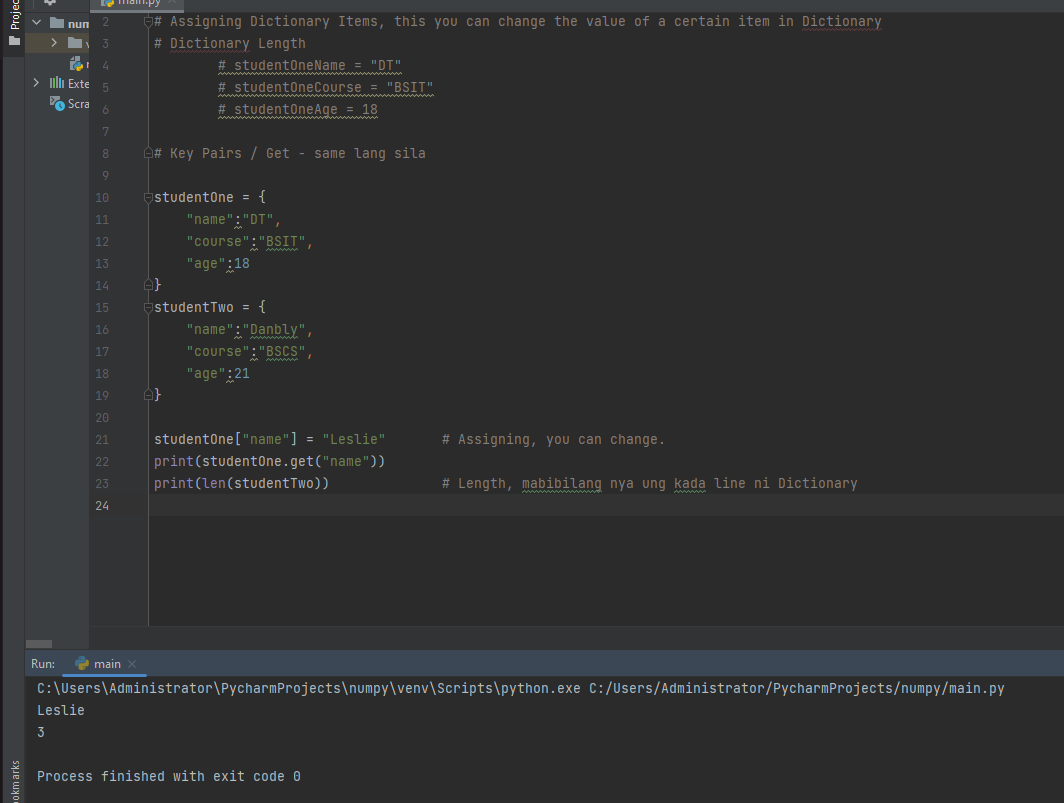 Projec
main.py
num
Exte
Scra
2 # Assigning Dictionary Items, this you can change the value of a certain item in Dictionary
3 # Dictionary Length
4 # studentOneName = "DT"
5 # studentOneCourse = "BSIT"
6 # studentOneAge = 18
7
8 # Key Pairs / Get - same lang sila
9
10 studentOne = {
11 "name":"DT",
12 "course":"BSIT",
13 "age":18
14 }
15 studentTwo = {
16 "name":"Danbly",
17 "course":"BSCS",
18 "age":21
19 }
20
21 studentOne["name"] = "Leslie" # Assigning, you can change.
22 print(studentOne.get("name"))
23 print(len(studentTwo)) # Length, mabibilang nya ung kada line ni Dictionary
24
Run: main
C:\Users\Administrator\PycharmProjects\numpy\venv\Scripts\python.exe C:/Users/Administrator/PycharmProjects/numpy/main.py
Leslie
3
Process finished with exit code 0
okmarks